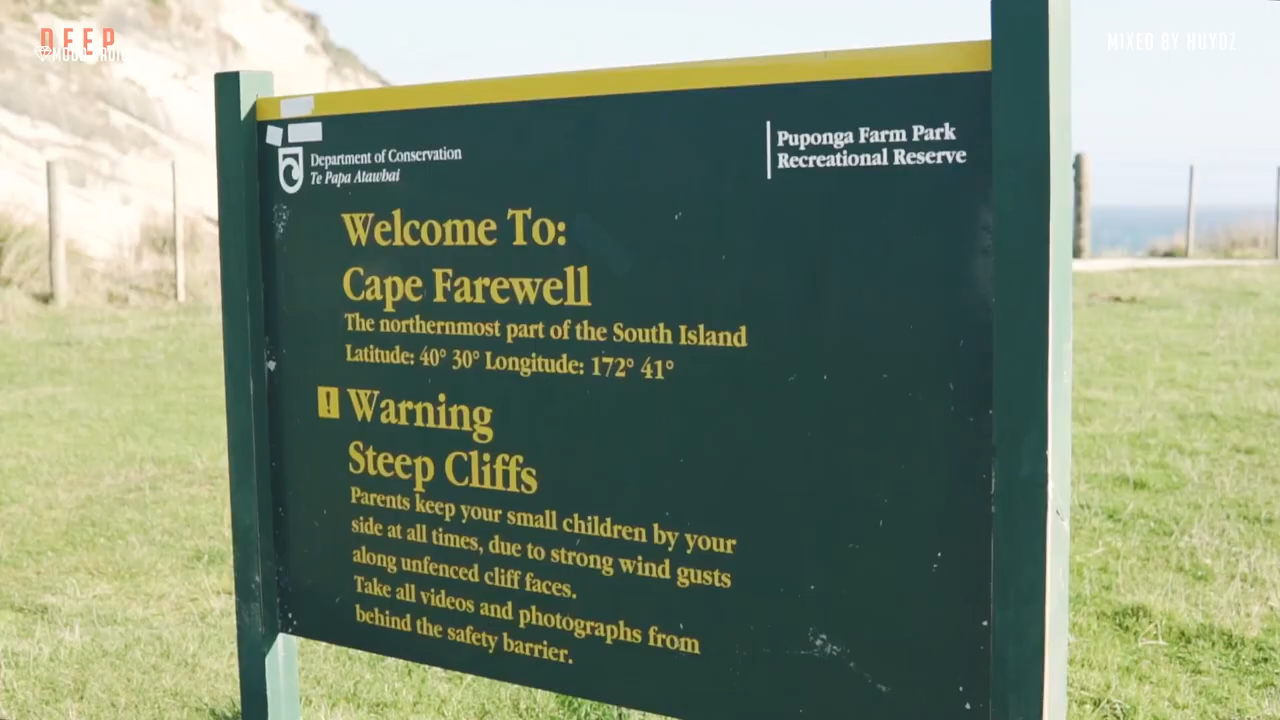 DEEP
MIXED BY HUYDZ
Department of Conservation
Te Papa Atawhai
Puponga Farm Park
Recreational Reserve
Welcome To:
Cape Farewell
The northernmost part of the South Island
Latitude: 40° 30° Longitude: 172° 41°
! Warning
Steep Cliffs
Parents keep your small children by your
side at all times, due to strong wind gusts
along unfenced cliff faces.
Take all videos and photographs from
behind the safety barrier.